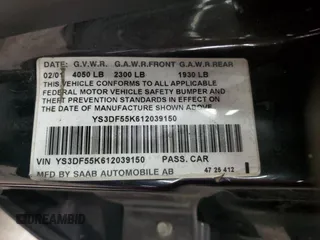 DATE: G.V.W.R. G.A.W.R.FRONT G.A.W.R.REAR
02/01 4050 LB 2300 LB 1930 LB
THIS VEHICLE CONFORMS TO ALL APPLICABLE
FEDERAL MOTOR VEHICLE SAFETY BUMPER AND
THEFT PREVENTION STANDARDS IN EFFECT ON
THE DATE OF MANUFACTURE SHOWN ABOVE.
YS3DF55K612039150
VIN YS3DF55K612039150 PASS. CAR
MFD BY SAAB AUTOMOBILE AB 47 25 412
DREAMBID